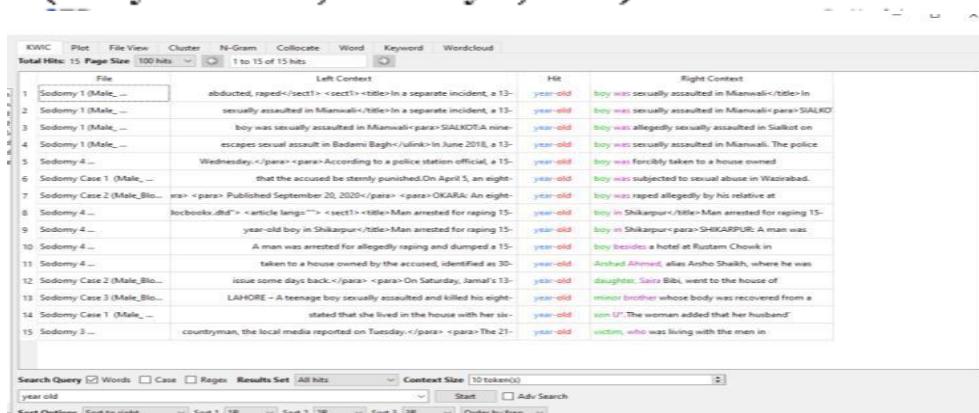 KWIC Plot File View Cluster N-Gram Collocate Word Keyword Wordcloud
Total Hits: 15 Page Size 100 hits 1 to 15 of 15 hits
File Left Context Hit Right Context
1 Sodomy 1 (Male_ ... abducted, raped</sect1> <sect1> <title>In a separate incident, a 13- year-old boy was sexually assaulted in Mianwali</title>In
2 Sodomy 1 (Male_ ... sexually assaulted in Mianwali</title>In a separate incident, a 13- year-old boy was sexually assaulted in Mianwali<para>SIALKOT
3 Sodomy 1 (Male_ ... boy was sexually assaulted in Mianwali<para>SIALKOT:A nine- year-old boy was allegedly sexually assaulted in Sialkot on
4 Sodomy 1 (Male_ ... escapes sexual assault in Badami Bagh</ulink>In June 2018, a 13- year-old boy was sexually assaulted in Mianwali. The police
5 Sodomy 4 ... Wednesday.</para> <para>According to a police station official, a 15- year-old boy was forcibly taken to a house owned
6 Sodomy Case 1 (Male_ ... that the accused be sternly punished.On April 5, an eight- year-old boy was subjected to sexual abuse in Wazirabad.
7 Sodomy Case 2 (Male_Blo... ara> <para> Published September 20, 2020</para> <para>OKARA: An eight- year-old boy was raped allegedly by his relative at
8 Sodomy 4 ... docbookx.dtd"> <article lang=""> <sect1> <title>Man arrested for raping 15- year-old boy in Shikarpur</title>Man arrested for raping 15-
9 Sodomy 4 ... year-old boy in Shikarpur</title>Man arrested for raping 15- year-old boy in Shikarpur<para>SHIKARPUR: A man was
10 Sodomy 4 ... A man was arrested for allegedly raping and dumped a 15- year-old boy besides a hotel at Rustam Chowk in
11 Sodomy 4 ... taken to a house owned by the accused, identified as 30- year-old Arshad Ahmed, alias Arsho Shaikh, where he was
12 Sodomy Case 2 (Male_Blo... issue some days back.</para> <para>On Saturday, Jamal's 13- year-old daughter, Saira Bibi, went to the house of
13 Sodomy Case 3 (Male_Blo... LAHORE – A teenage boy sexually assaulted and killed his eight- year-old minor brother whose body was recovered from a
14 Sodomy Case 1 (Male_ ... stated that she lived in the house with her six- year-old son U".The woman added that her husband'
15 Sodomy 3 ... countryman, the local media reported on Tuesday.</para> <para>The 21- year-old victim, who was living with the men in
Search Query Words Case Regex Results Set All hits Context Size 10 token(s)
year old Start Adv Search
Sort Options Sort to right Sort 1 1R Sort 2 2R Sort 3 3R Order by freq